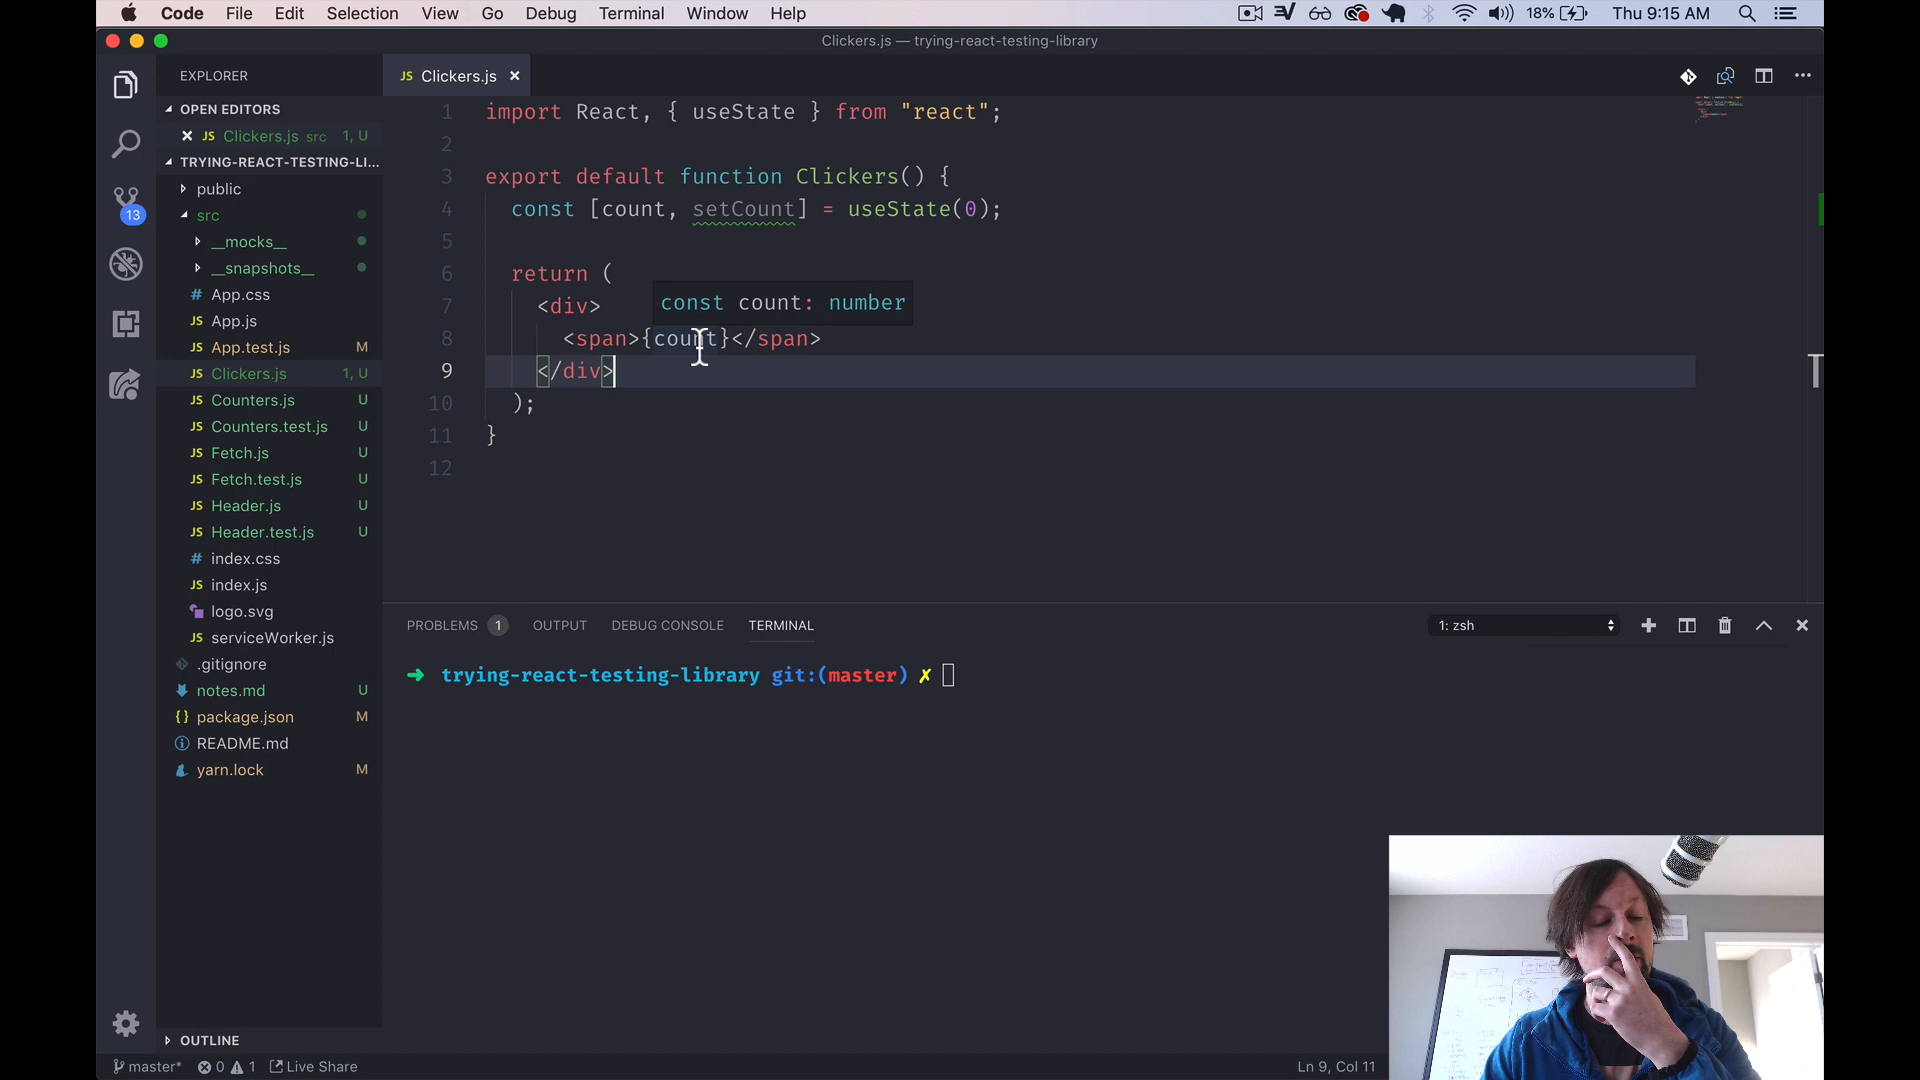 Code File Edit Selection View Go Debug Terminal Window Help 18% Thu 9:15 AM
Clickers.js — trying-react-testing-library
EXPLORER
OPEN EDITORS
JS Clickers.js src 1, U
TRYING-REACT-TESTING-LI...
public
src
__mocks__
__snapshots__
# App.css
JS App.js
JS App.test.js M
JS Clickers.js 1, U
JS Counters.js U
JS Counters.test.js U
JS Fetch.js U
JS Fetch.test.js U
JS Header.js U
JS Header.test.js U
# index.css
JS index.js
logo.svg
JS serviceWorker.js
.gitignore
notes.md U
{} package.json M
README.md
yarn.lock M
OUTLINE
13
JS Clickers.js
1 import React, { useState } from "react";
2
3 export default function Clickers() {
4 const [count, setCount] = useState(0);
5
6 return (
7 <div>
const count: number
8 <span>{count}</span>
9 </div>
10 );
11 }
12
PROBLEMS 1 OUTPUT DEBUG CONSOLE TERMINAL 1: zsh
➜ trying-react-testing-library git:(master) ✗
master* 0 1 Live Share Ln 9, Col 11